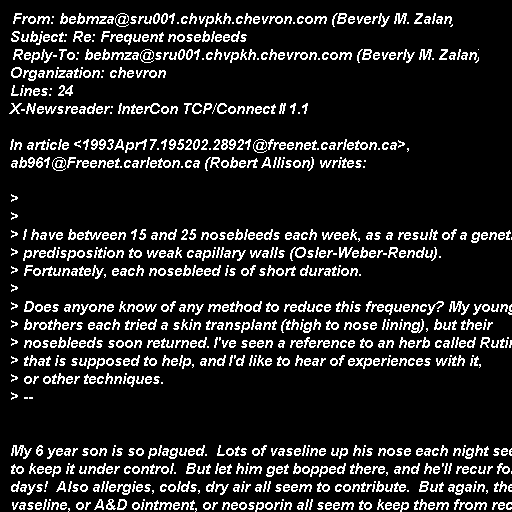 From: bebmza@sru001.chvpkh.chevron.com (Beverly M. Zalan)
Subject: Re: Frequent nosebleeds
Reply-To: bebmza@sru001.chvpkh.chevron.com (Beverly M. Zalan)
Organization: chevron
Lines: 24
X-Newsreader: InterCon TCP/Connect II 1.1

In article <1993Apr17.195202.28921@freenet.carleton.ca>,
ab961@Freenet.carleton.ca (Robert Allison) writes:

>
>
> I have between 15 and 25 nosebleeds each week, as a result of a genet
> predisposition to weak capillary walls (Osler-Weber-Rendu).
> Fortunately, each nosebleed is of short duration.
>
> Does anyone know of any method to reduce this frequency? My young
> brothers each tried a skin transplant (thigh to nose lining), but their
> nosebleeds soon returned. I've seen a reference to an herb called Rutin
> that is supposed to help, and I'd like to hear of experiences with it,
> or other techniques.
> --

My 6 year son is so plagued.  Lots of vaseline up his nose each night see
to keep it under control.  But let him get bopped there, and he'll recur fo
days!  Also allergies, colds, dry air all seem to contribute.  But again, the
vaseline, or A&D ointment, or neosporin all seem to keep them from rec